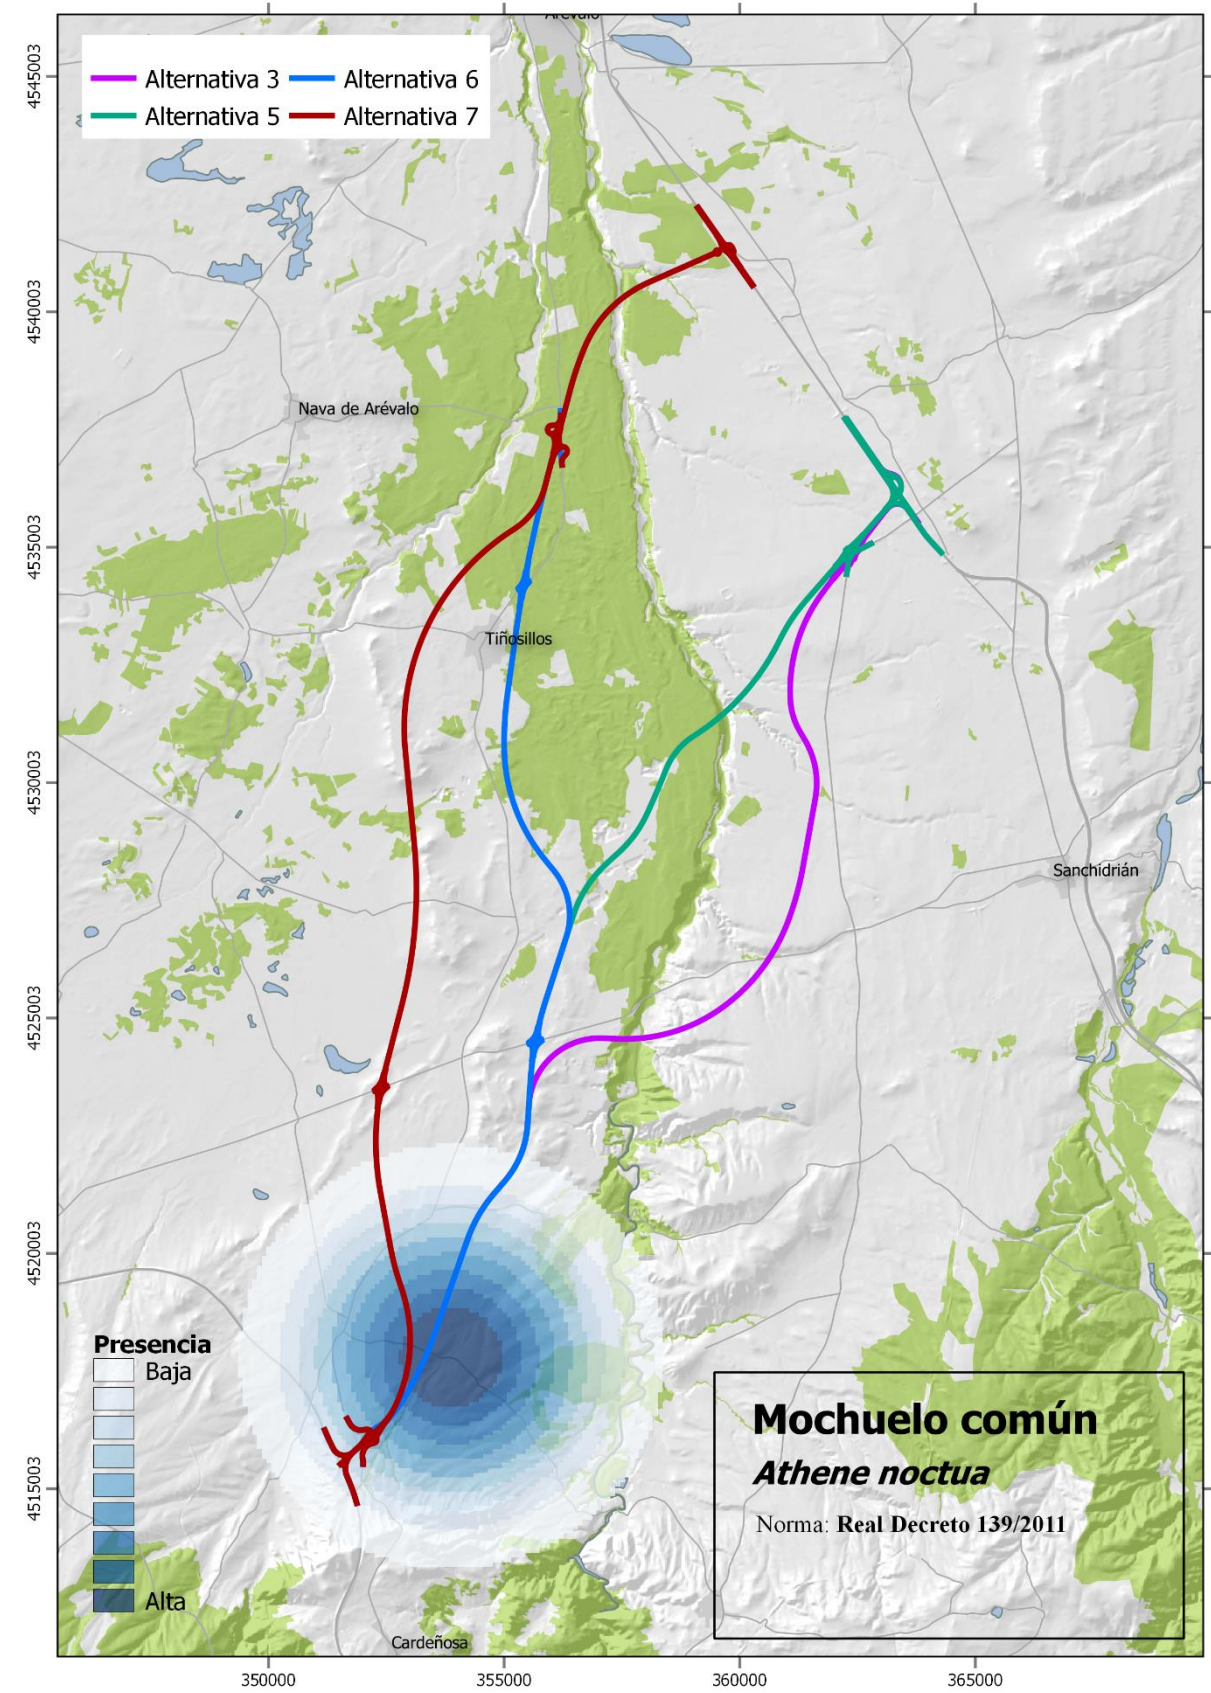 Arévalo
Alternativa 3 Alternativa 6
Alternativa 5 Alternativa 7
4545003
4540003
Nava de Arévalo
4535003
Tiñosillos
4530003
Sanchidrián
4525003
4520003
Presencia
Baja
Alta
4515003
Mochuelo común
Athene noctua
Norma: Real Decreto 139/2011
Cardeñosa
350000 355000 360000 365000